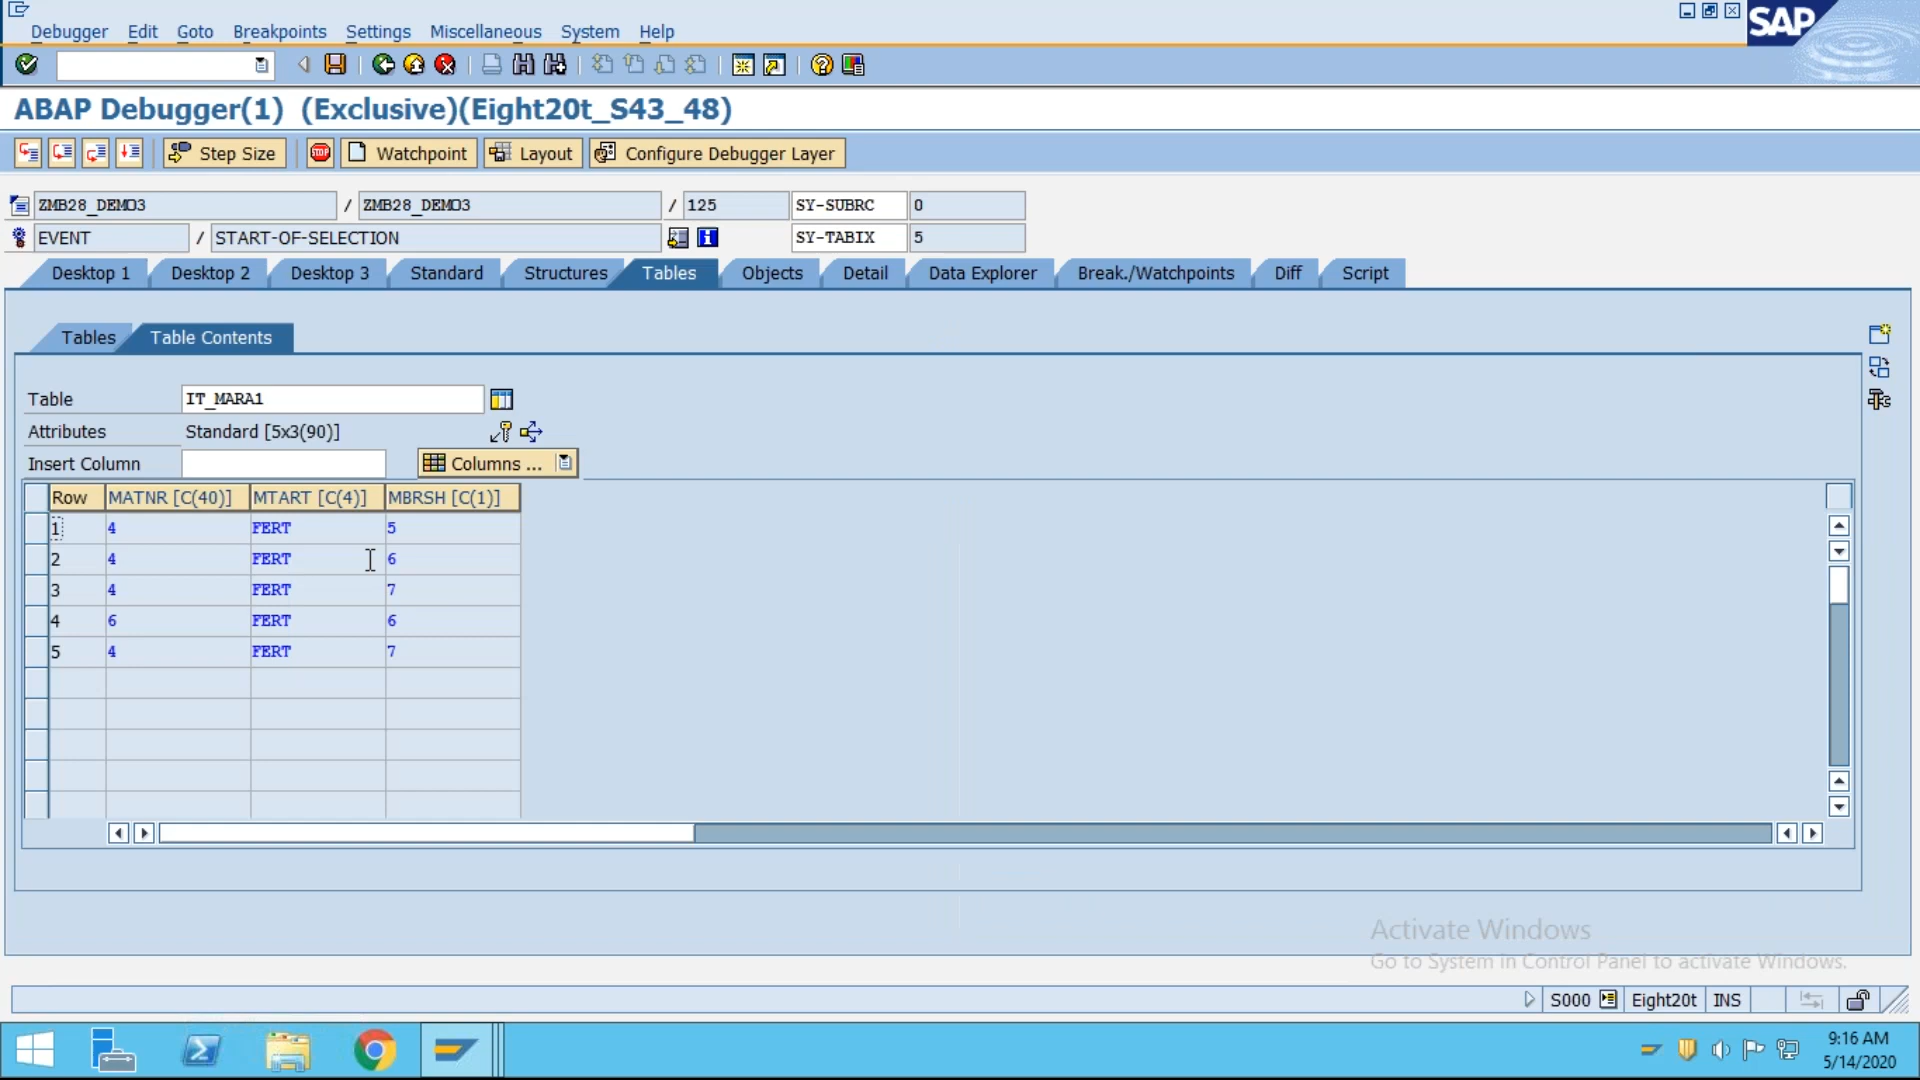 Debugger Edit Goto Breakpoints Settings Miscellaneous System Help
SAP
ABAP Debugger(1) (Exclusive)(Eight20t_S43_48)
Step Size STOP Watchpoint Layout Configure Debugger Layer
ZMB28_DEMO3 / ZMB28_DEMO3 / 125 SY-SUBRC 0
EVENT / START-OF-SELECTION SY-TABIX 5
Desktop 1 Desktop 2 Desktop 3 Standard Structures Tables Objects Detail Data Explorer Break./Watchpoints Diff Script
Tables Table Contents
Table IT_MARA1
Attributes Standard [5x3(90)]
Insert Column Columns ...
Row MATNR [C(40)] MTART [C(4)] MBRSH [C(1)]
1 4 FERT 5
2 4 FERT 6
3 4 FERT 7
4 6 FERT 6
5 4 FERT 7
Activate Windows
Go to System in Control Panel to activate Windows.
S000 Eight20t INS
9:16 AM
5/14/2020